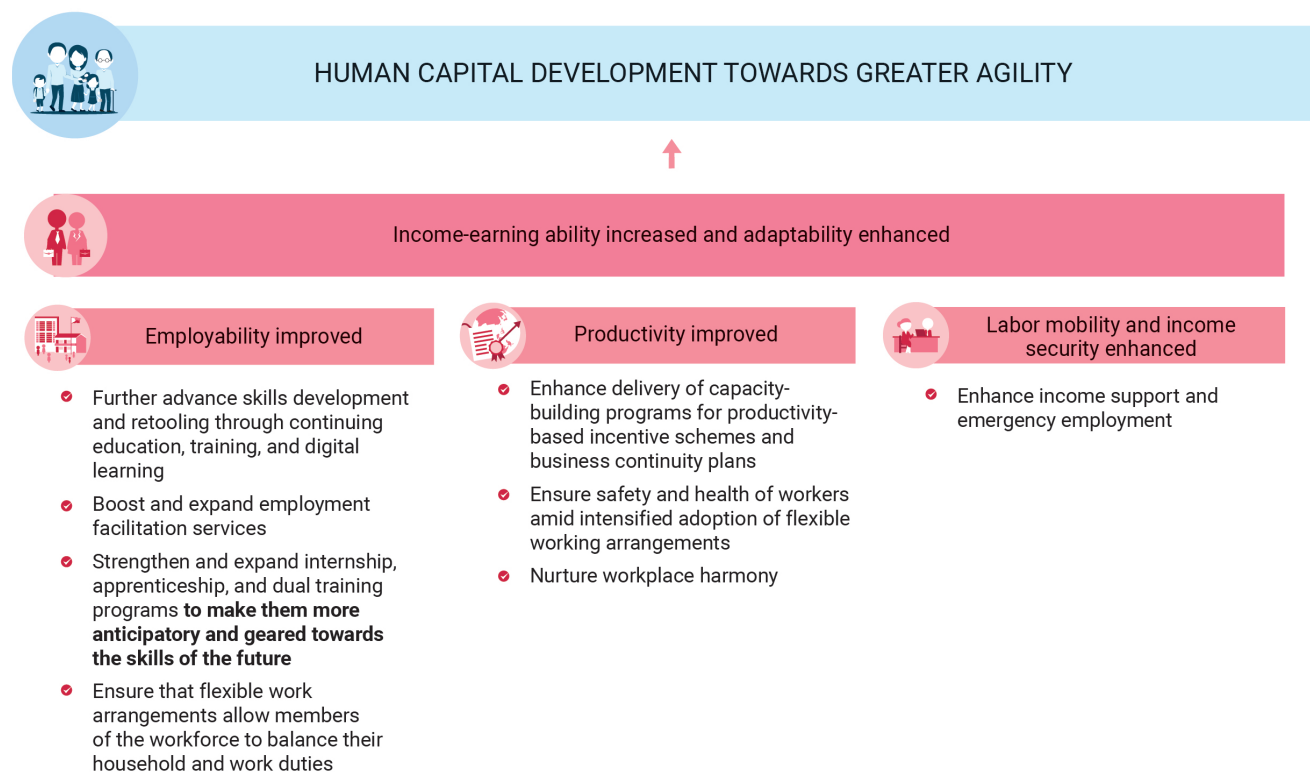 HUMAN CAPITAL DEVELOPMENT TOWARDS GREATER AGILITY
Income-earning ability increased and adaptability enhanced
Employability improved
Further advance skills development
and retooling through continuing
education, training, and digital
learning
Boost and expand employment
facilitation services
Strengthen and expand internship,
apprenticeship, and dual training
programs to make them more
anticipatory and geared towards
the skills of the future
Ensure that flexible work
arrangements allow members
of the workforce to balance their
household and work duties
Productivity improved
Enhance delivery of capacity-
building programs for productivity-
based incentive schemes and
business continuity plans
Ensure safety and health of workers
amid intensified adoption of flexible
working arrangements
Nurture workplace harmony
Labor mobility and income
security enhanced
Enhance income support and
emergency employment